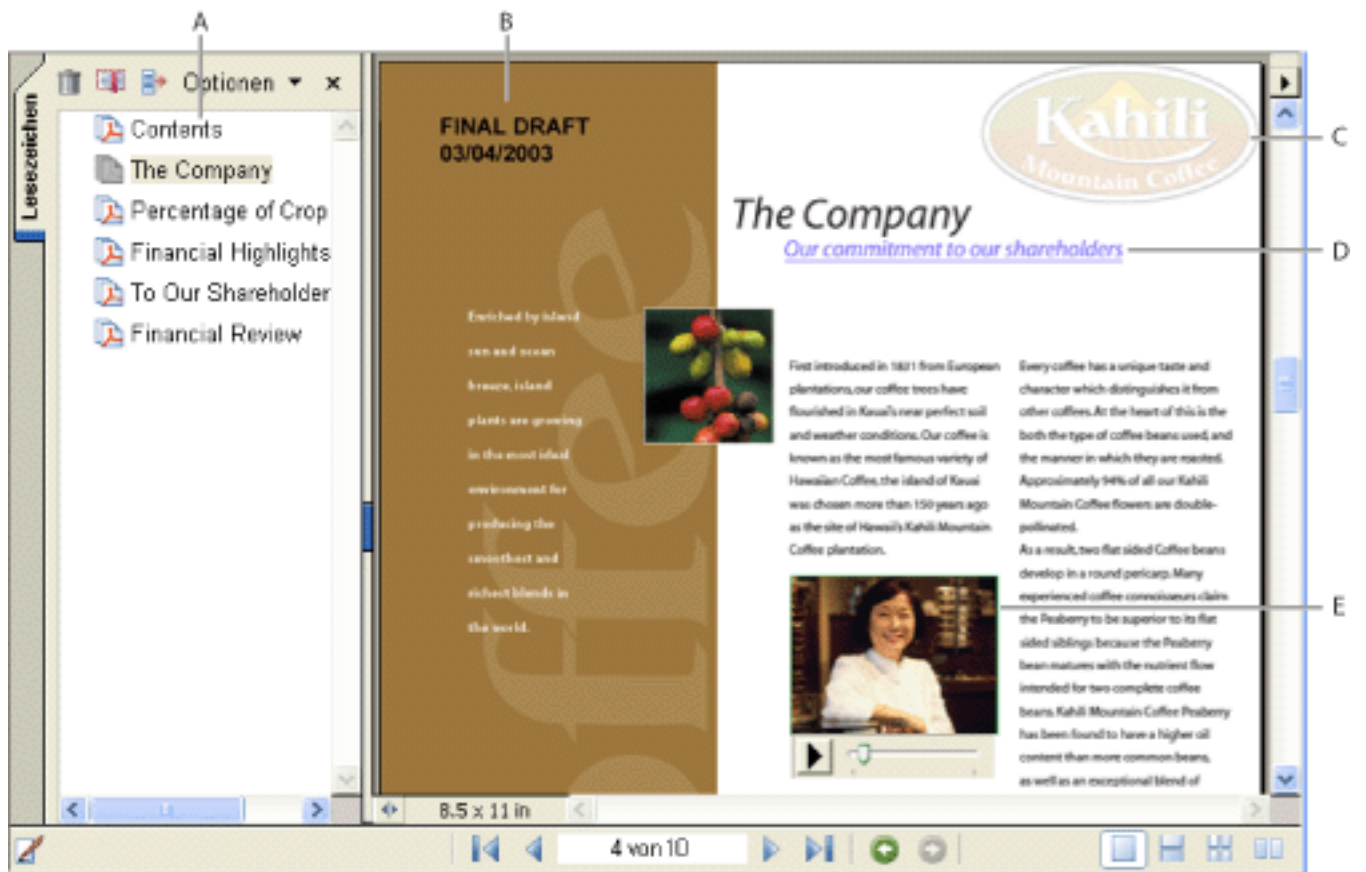 A
B
Lesezeichen
Optionen
Contents
The Company
Percentage of Crop
Financial Highlights
To Our Shareholder
Financial Review
FINAL DRAFT
03/04/2003
Kahili
Mountain Coffee
C
The Company
Our commitment to our shareholders
D
offee
Enriched by island
sun and ocean
breeze, island
plants are growing
in the most ideal
environment for
producing the
smoothest and
richest blends in
the world.
First introduced in 1821 from European
plantations, our coffee trees have
flourished in Kauai's near perfect soil
and weather conditions. Our coffee is
known as the most famous variety of
Hawaiian Coffee, the island of Kauai
was chosen more than 150 years ago
as the site of Hawaii's Kahili Mountain
Coffee plantation.
Every coffee has a unique taste and
character which distinguishes it from
other coffees. At the heart of this is the
both the type of coffee beans used, and
the manner in which they are roasted.
Approximately 94% of all our Kahili
Mountain Coffee flowers are double-
pollinated.
As a result, two flat sided Coffee beans
develop in a round pericarp. Many
experienced coffee connoisseurs claim
the Peaberry to be superior to its flat
sided siblings because the Peaberry
bean matures with the nutrient flow
intended for two complete coffee
beans. Kahili Mountain Coffee Peaberry
has been found to have a higher oil
content than more common beans,
as well as an exceptional blend of
E
8.5 x 11 in
4 von 10